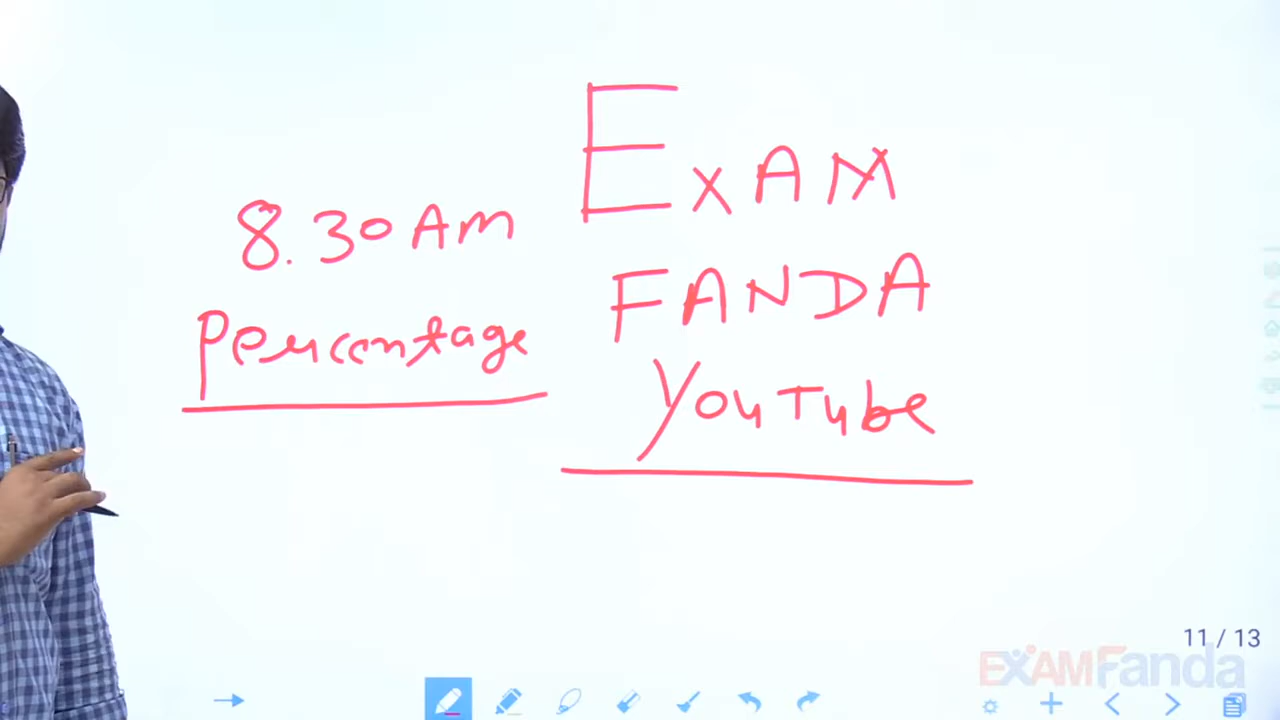 8.30 Am
Percentage
ExAM
FANDA
YouTube
11 / 13
EXAMFanda